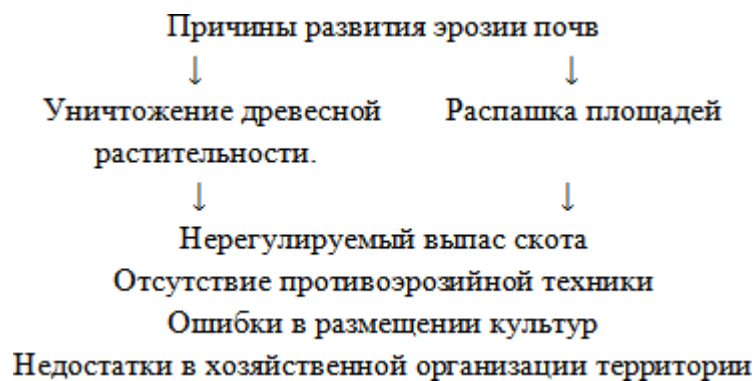 Причины развития эрозии почв
↓ ↓
Уничтожение древесной Распашка площадей
растительности.
↓ ↓
Нерегулируемый выпас скота
Отсутствие противоэрозийной техники
Ошибки в размещении культур
Недостатки в хозяйственной организации территории